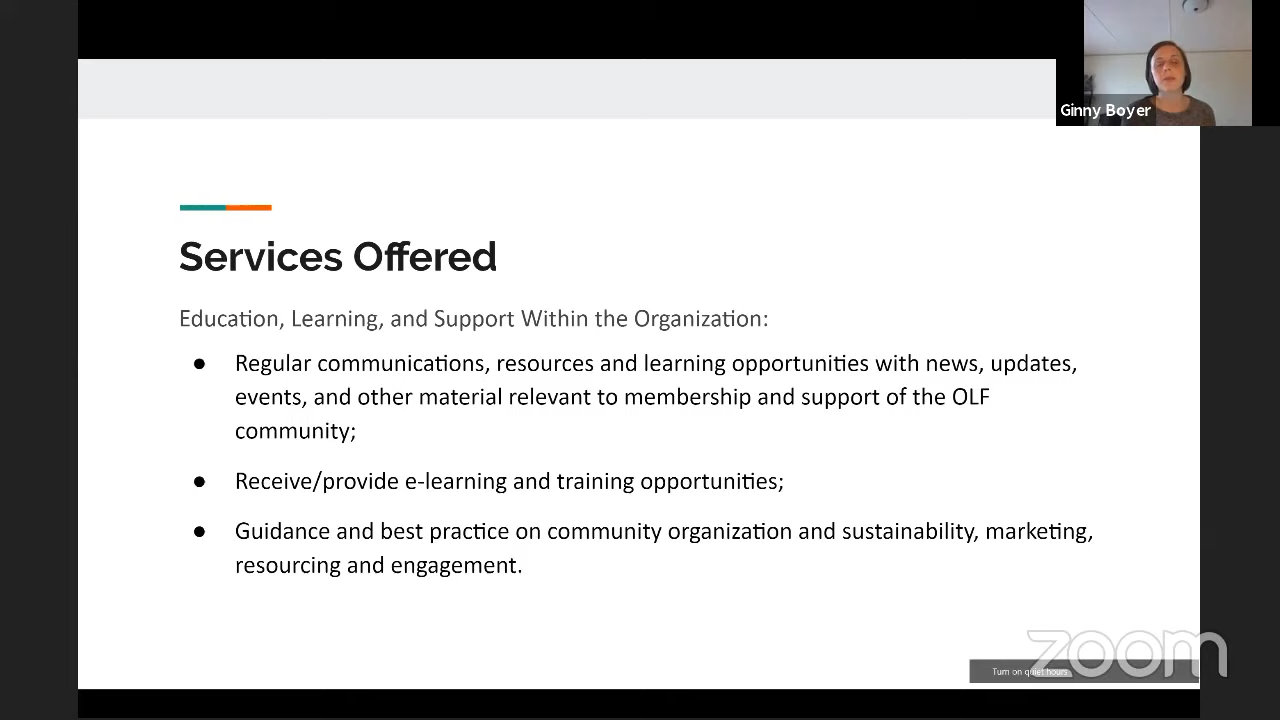 Ginny Boyer
Services Offered
Education, Learning, and Support Within the Organization:
● Regular communications, resources and learning opportunities with news, updates,
events, and other material relevant to membership and support of the OLF
community;
● Receive/provide e-learning and training opportunities;
● Guidance and best practice on community organization and sustainability, marketing,
resourcing and engagement.
zoom
Turn on quiet hours